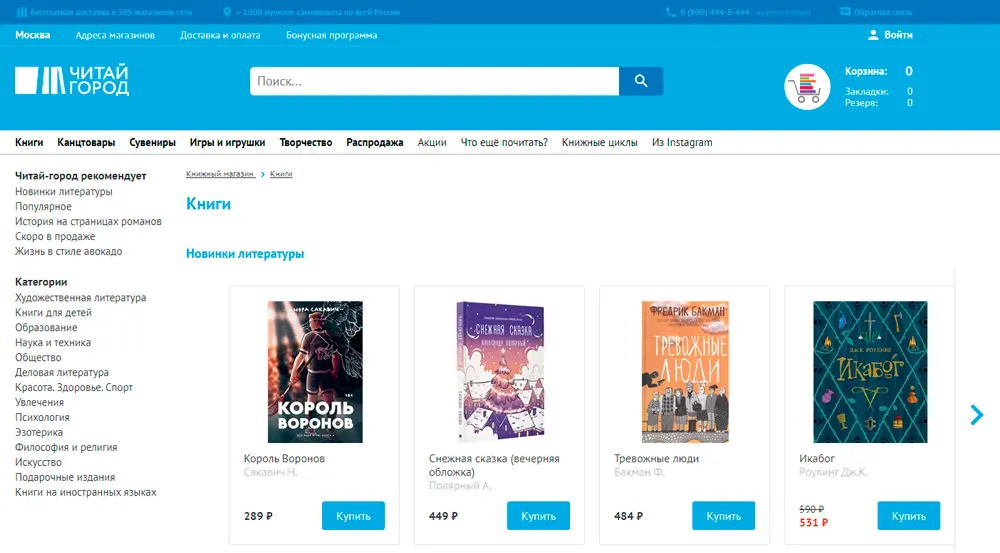 Бесплатная доставка в 505 магазинов сети
~ 1000 пунктов самовывоза по всей России
8 (800) 444-8-444 - круглосуточно
Обратная связь
Москва
Адреса магазинов
Доставка и оплата
Бонусная программа
Войти
ЧИТАЙ
ГОРОД
Поиск...
Корзина: 0
Закладки: 0
Резерв: 0
Книги
Канцтовары
Сувениры
Игры и игрушки
Творчество
Распродажа
Акции
Что ещё почитать?
Книжные циклы
Из Instagram
Читай-город рекомендует
Новинки литературы
Популярное
История на страницах романов
Скоро в продаже
Жизнь в стиле авокадо
Категории
Художественная литература
Книги для детей
Образование
Наука и техника
Общество
Деловая литература
Красота. Здоровье. Спорт
Увлечения
Психология
Эзотерика
Философия и религия
Искусство
Подарочные издания
Книги на иностранных языках
Книжный магазин > Книги
Книги
Новинки литературы
САКАВИЧ
18+
КОРОЛЬ
ВОРОНОВ
Король Воронов
Сакавич Н.
289 ₽
Купить
СНЕЖНАЯ СКАЗКА
АЛЕКСАНДР ПОЛЯРНЫЙ
Снежная сказка (вечерняя
обложка)
Полярный А.
449 ₽
Купить
ФРЕДРИК БАКМАН
ТРЕВОЖНЫЕ
ЛЮДИ
Тревожные люди
Бакман Ф.
484 ₽
Купить
ДЖ.К. РОУЛИНГ
Икабог
Икабог
Роулинг Дж.К.
590 ₽
531 ₽
Купить